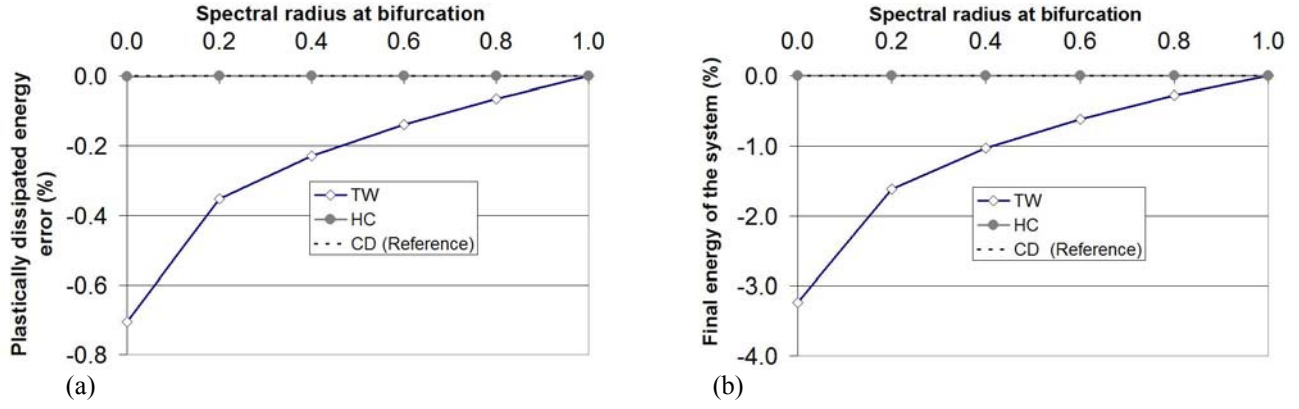 Spectral radius at bifurcation
0.0 0.2 0.4 0.6 0.8 1.0
0.0
-0.2
-0.4
-0.6
-0.8
Plastically dissipated energy
error (%)
TW
HC
CD (Reference)
(a)
Spectral radius at bifurcation
0.0 0.2 0.4 0.6 0.8 1.0
0.0
-1.0
-2.0
-3.0
-4.0
Final energy of the system (%)
TW
HC
CD (Reference)
(b)